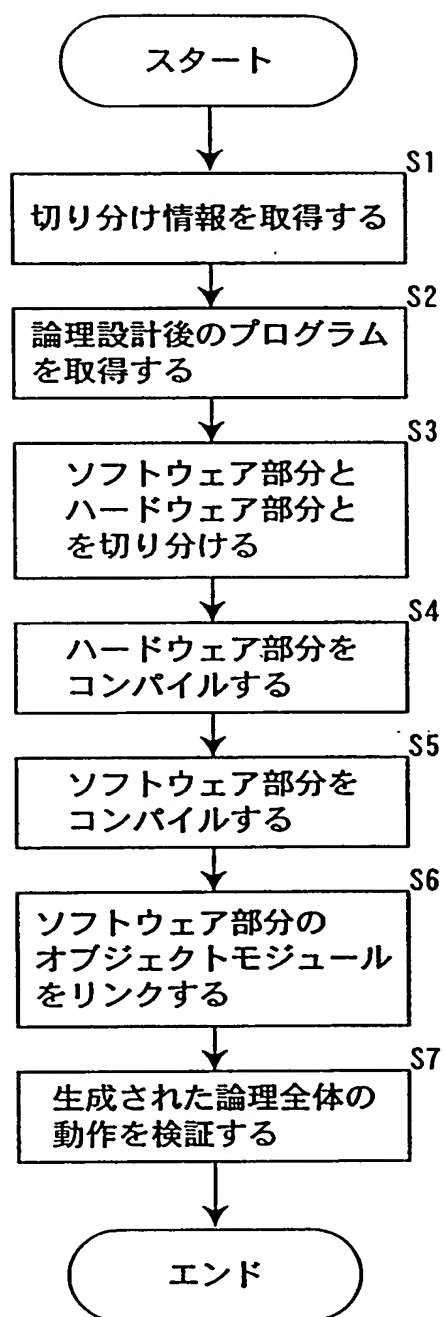 スタート
S1
切り分け情報を取得する
S2
論理設計後のプログラム
を取得する
S3
ソフトウェア部分と
ハードウェア部分と
を切り分ける
S4
ハードウェア部分を
コンパイルする
S5
ソフトウェア部分を
コンパイルする
S6
ソフトウェア部分の
オブジェクトモジュール
をリンクする
S7
生成された論理全体の
動作を検証する
エンド